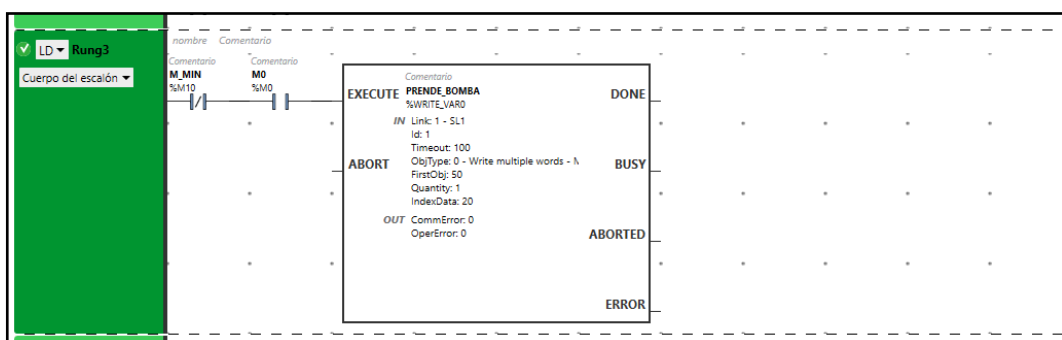 LD Rung3
nombre Comentario
Cuerpo del escalón
Comentario Comentario
M_MIN M0
%M10 %M0
Comentario
EXECUTE PRENDE_BOMBA DONE
%WRITE_VAR0
IN Link: 1 - SL1
Id: 1
Timeout: 100
ABORT ObjType: 0 - Write multiple words - BUSY
FirstObj: 50
Quantity: 1
IndexData: 20
OUT CommError: 0
OperError: 0
ABORTED
ERROR